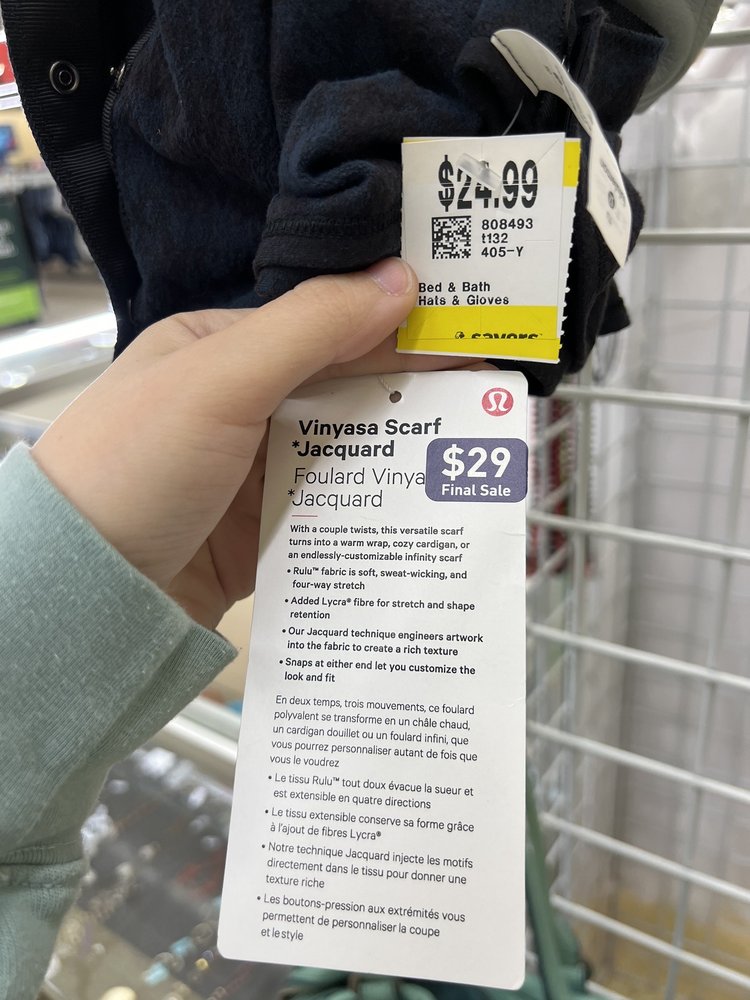 $24.99
808493
t132
405-Y
Bed & Bath
Hats & Gloves
savers
Vinyasa Scarf
*Jacquard
Foulard Vinya
*Jacquard
$29
Final Sale
With a couple twists, this versatile scarf
turns into a warm wrap, cozy cardigan, or
an endlessly-customizable infinity scarf
• Rulu™ fabric is soft, sweat-wicking, and
four-way stretch
• Added Lycra® fibre for stretch and shape
retention
• Our Jacquard technique engineers artwork
into the fabric to create a rich texture
• Snaps at either end let you customize the
look and fit
En deux temps, trois mouvements, ce foulard
polyvalent se transforme en un châle chaud,
un cardigan douillet ou un foulard infini, que
vous pourrez personnaliser autant de fois que
vous le voudrez
• Le tissu Rulu™ tout doux évacue la sueur et
est extensible en quatre directions
• Le tissu extensible conserve sa forme grâce
à l'ajout de fibres Lycra®
• Notre technique Jacquard injecte les motifs
directement dans le tissu pour donner une
texture riche
• Les boutons-pression aux extrémités vous
permettent de personnaliser la coupe
et le style